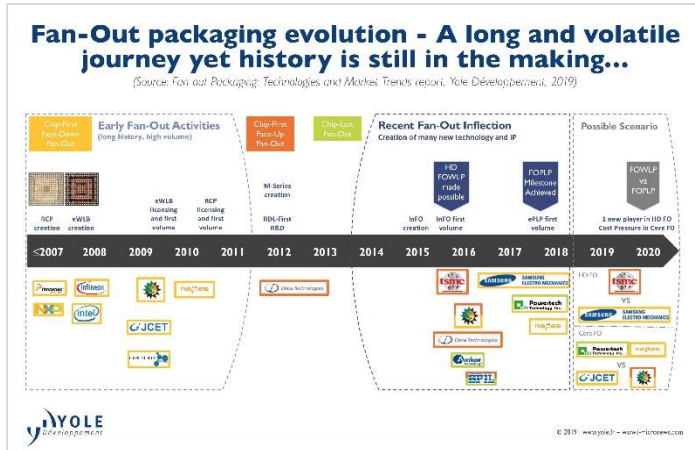 Fan-Out packaging evolution - A long and volatile
journey yet history is still in the making...
(Source: Fan out Packaging: Technologies and Market Trends report, Yole Développement, 2019)
Chip-First
Face-Down
Fan-Out
Early Fan-Out Activities
(long history, high volume)
Chip-First
Face-Up
Fan-Out
Chip-Last
Fan-Out
Recent Fan-Out Inflection
Creation of many new technology and IP
Possible Scenario
HD
FOWLP
made
possible
FOPLP
Milestone
Achieved
FOWLP
vs
FOPLP
RCP
creation
eWLB
creation
eWLB
licensing
and first
volume
RCP
licensing
and first
volume
M-Series
creation
RDL-First
R&D
InFO
creation
InFO first
volume
ePLP first
volume
1 new player in HD FO
Cost Pressure in Core FO
≤2007 2008 2009 2010 2011 2012 2013 2014 2015 2016 2017 2018 2019 2020
freescale
NXP
infineon
intel
JCET
nepes
Deca Technologies
tsmc
Deca Technologies
Amkor
SPIL
SAMSUNG
SAMSUNG
ELECTRO-MECHANICS
Powertech
Technology Inc.
nepes
HD FO
tsmc
VS
SAMSUNG
SAMSUNG
ELECTRO-MECHANICS
Core FO
Powertech
Technology Inc.
nepes
VS
JCET
YOLE
Développement
© 2019 | www.yole.fr - www.i-micronews.com